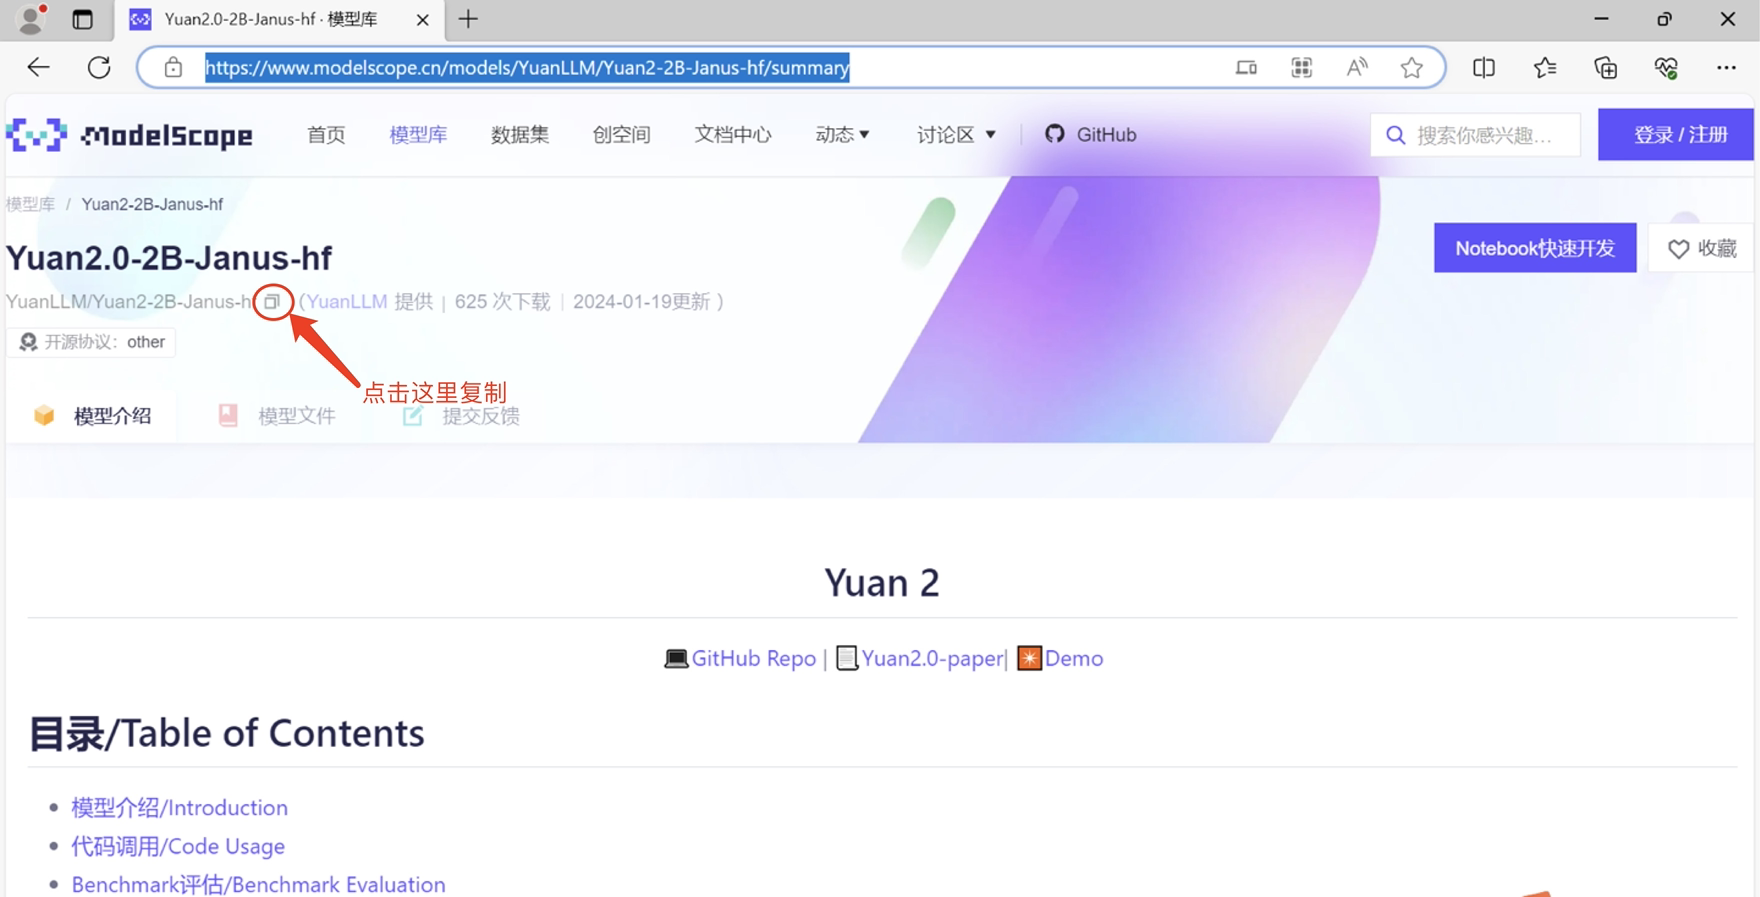 Yuan2.0-2B-Janus-hf · 模型库
https://www.modelscope.cn/models/YuanLLM/Yuan2-2B-Janus-hf/summary
ModelScope 首页 模型库 数据集 创空间 文档中心 动态 讨论区 GitHub 搜索你感兴趣... 登录 / 注册
模型库 / Yuan2-2B-Janus-hf
Yuan2.0-2B-Janus-hf
Notebook快速开发 收藏
YuanLLM/Yuan2-2B-Janus-h (YuanLLM 提供 | 625 次下载 | 2024-01-19更新 )
开源协议: other
点击这里复制
模型介绍 模型文件 提交反馈
Yuan 2
GitHub Repo | Yuan2.0-paper| Demo
目录/Table of Contents
模型介绍/Introduction
代码调用/Code Usage
Benchmark评估/Benchmark Evaluation